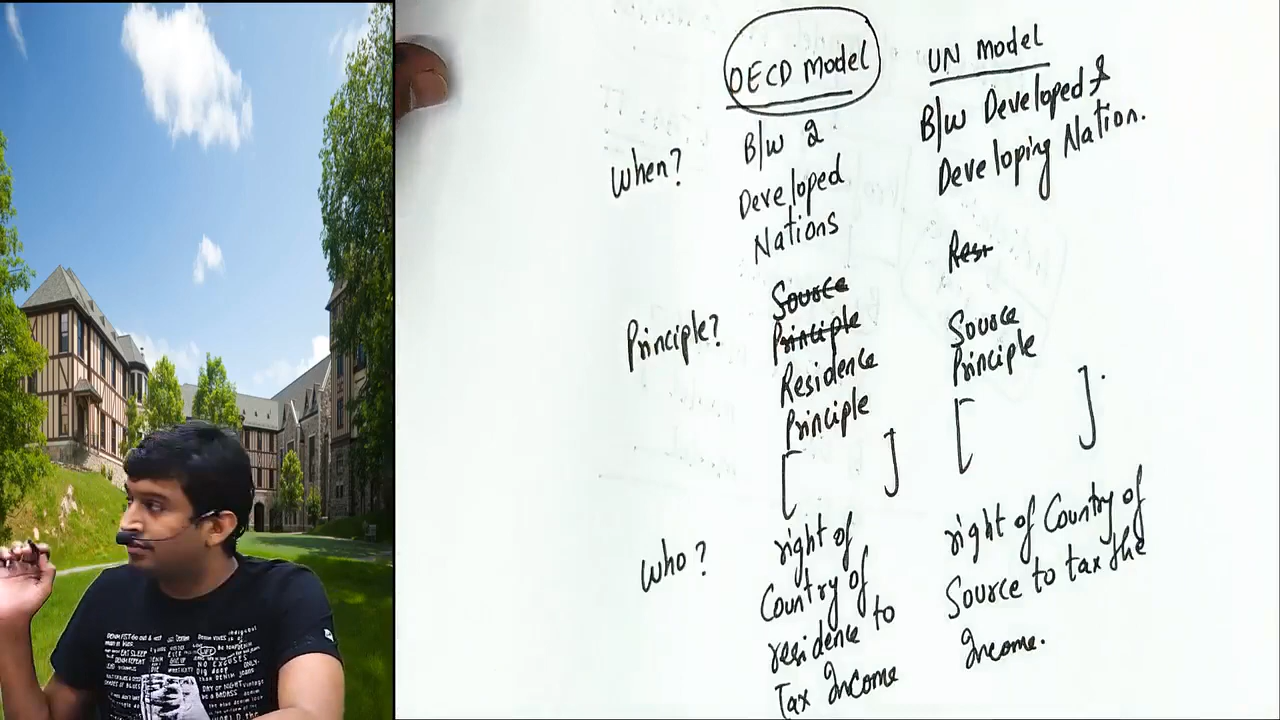 OECD Model
UN Model
When?
B/w 2
Developed
Nations
B/w Developed &
Developing Nation.
Principle?
Source
Principle
Residence
Principle
[ ]
Resr
Source
Principle
[ ].
Who?
right of
Country of
residence to
Tax Income
right of Country of
Source to tax the
Income.